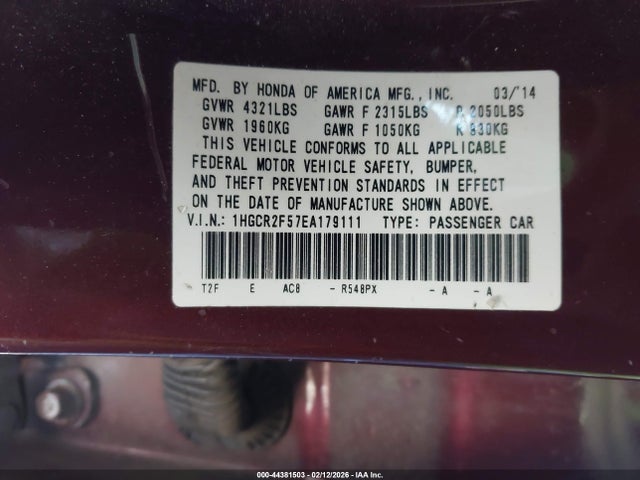 MFD. BY HONDA OF AMERICA MFG., INC. 03/'14
GVWR 4321LBS GAWR F 2315LBS R 2050LBS
GVWR 1960KG GAWR F 1050KG R 930KG
THIS VEHICLE CONFORMS TO ALL APPLICABLE
FEDERAL MOTOR VEHICLE SAFETY, BUMPER,
AND THEFT PREVENTION STANDARDS IN EFFECT
ON THE DATE OF MANUFACTURE SHOWN ABOVE.
V.I.N.: 1HGCR2F57EA179111 TYPE: PASSENGER CAR
T2F E AC8 - R548PX - A - A
000-44381503 - 02/12/2026 - IAA Inc.